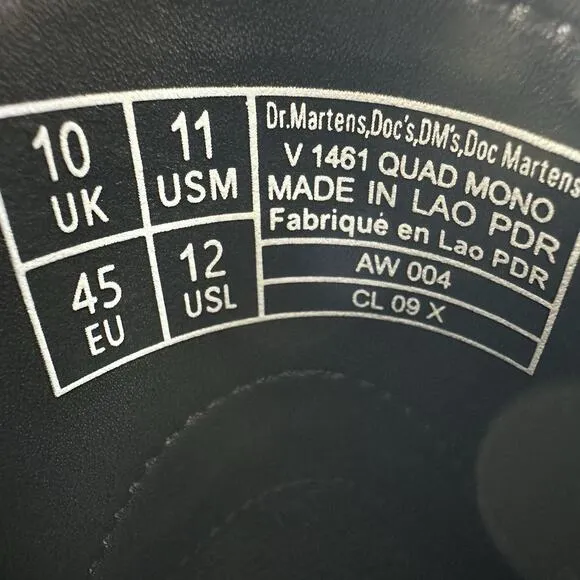 10
UK
11
USM
45
EU
12
USL
Dr.Martens,Doc's,DM's,Doc Martens
V 1461 QUAD MONO
MADE IN LAO PDR
Fabriqué en Lao PDR
AW 004
CL 09 X